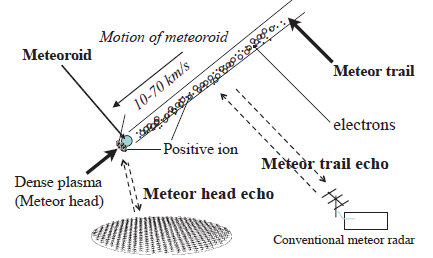 Motion of meteoroid
Meteoroid
10-70 km/s
Meteor trail
electrons
Positive ion
Meteor trail echo
Dense plasma
(Meteor head)
Meteor head echo
Conventional meteor radar